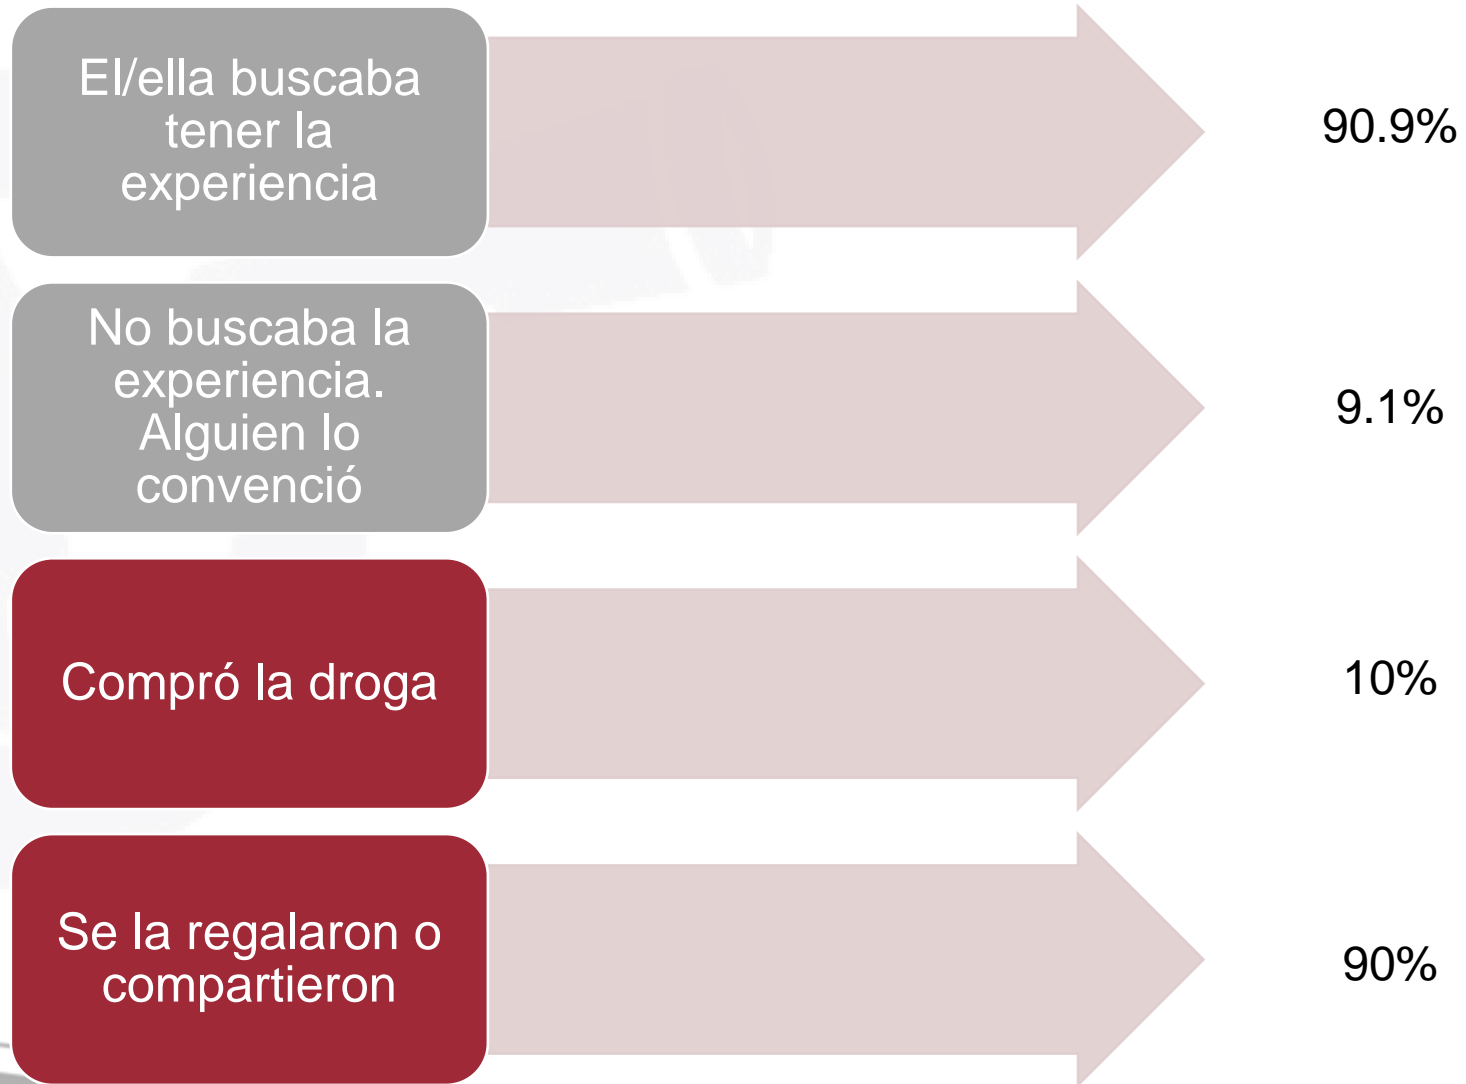 El/ella buscaba
tener la
experiencia
90.9%
No buscaba la
experiencia.
Alguien lo
convenció
9.1%
Compró la droga
10%
Se la regalaron o
compartieron
90%